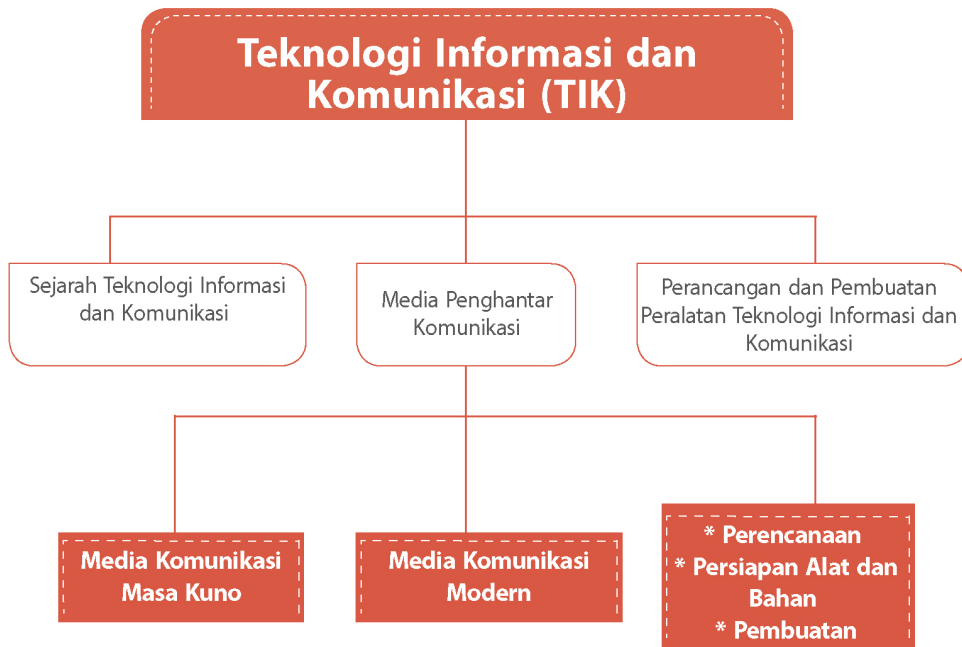 Teknologi Informasi dan
Komunikasi (TIK)
Sejarah Teknologi Informasi
dan Komunikasi
Media Penghantar
Komunikasi
Perancangan dan Pembuatan
Peralatan Teknologi Informasi dan
Komunikasi
Media Komunikasi
Masa Kuno
Media Komunikasi
Modern
* Perencanaan
* Persiapan Alat dan
Bahan
* Pembuatan